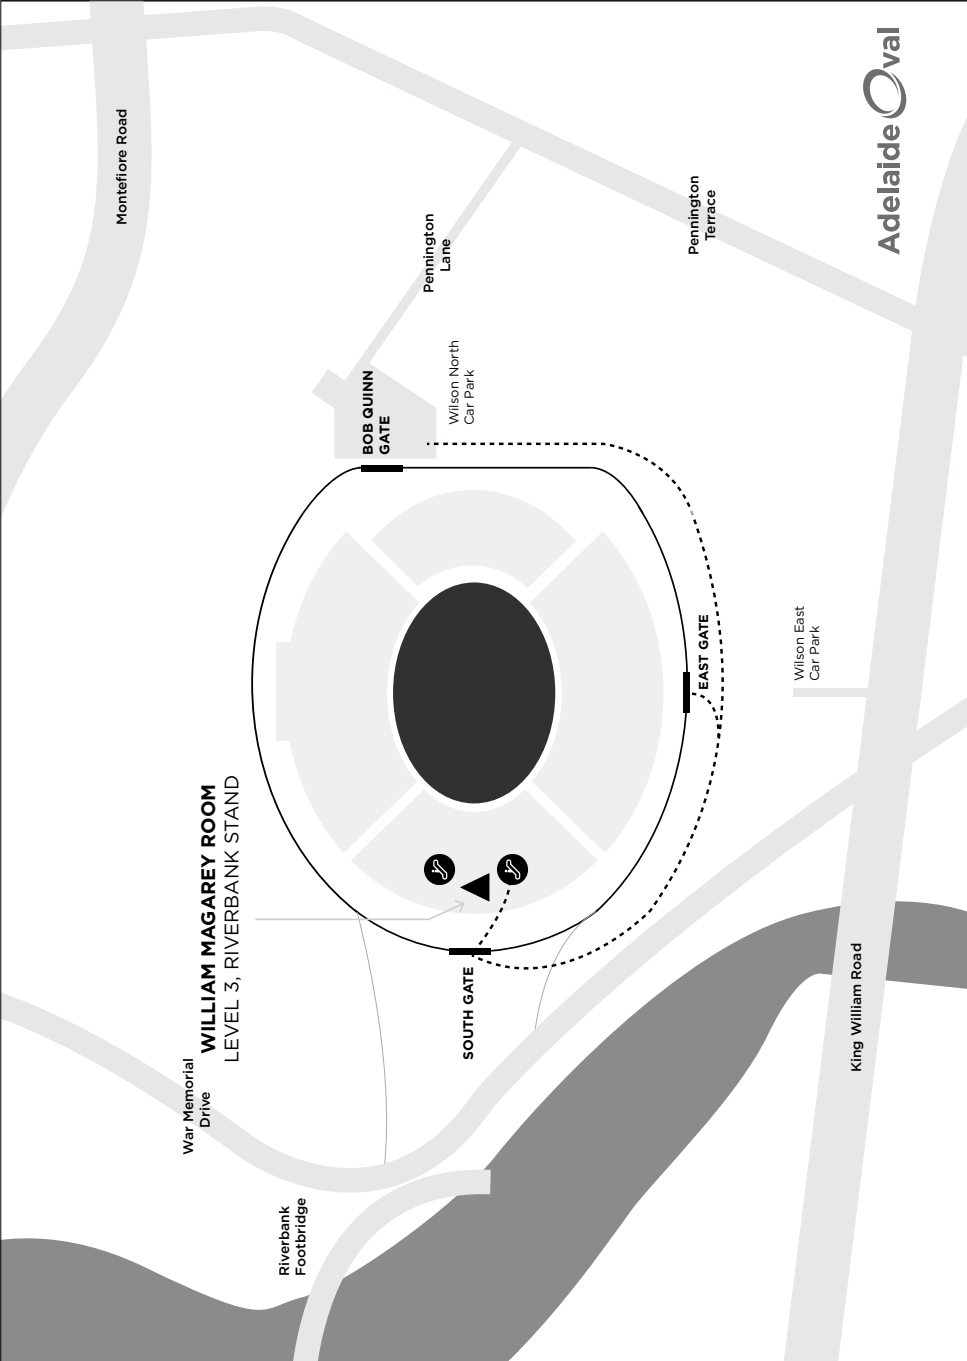 Montefiore Road
Pennington
Lane
Pennington
Terrace
Adelaide Oval
BOB QUINN
GATE
Wilson North
Car Park
EAST GATE
Wilson East
Car Park
WILLIAM MAGAREY ROOM
LEVEL 3, RIVERBANK STAND
SOUTH GATE
War Memorial
Drive
Riverbank
Footbridge
King William Road